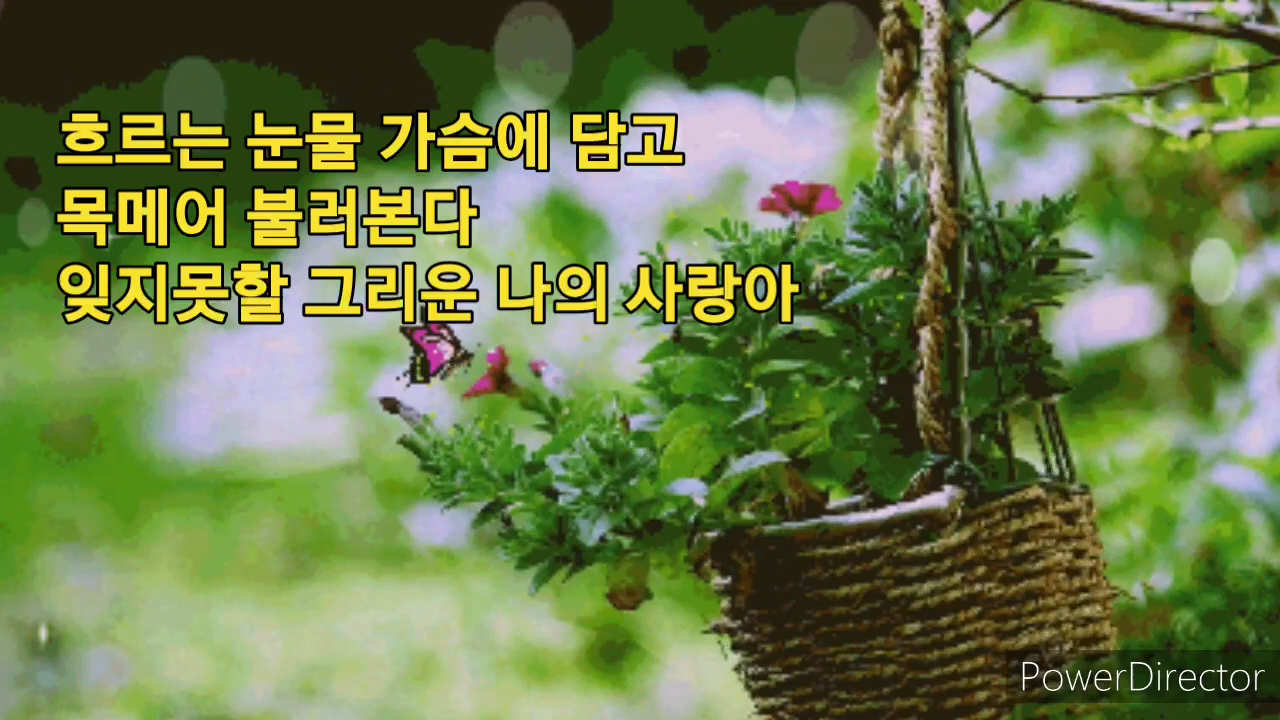 흐르는 눈물 가슴에 담고
목메어 불러본다
잊지못할 그리운 나의 사랑아
PowerDirector